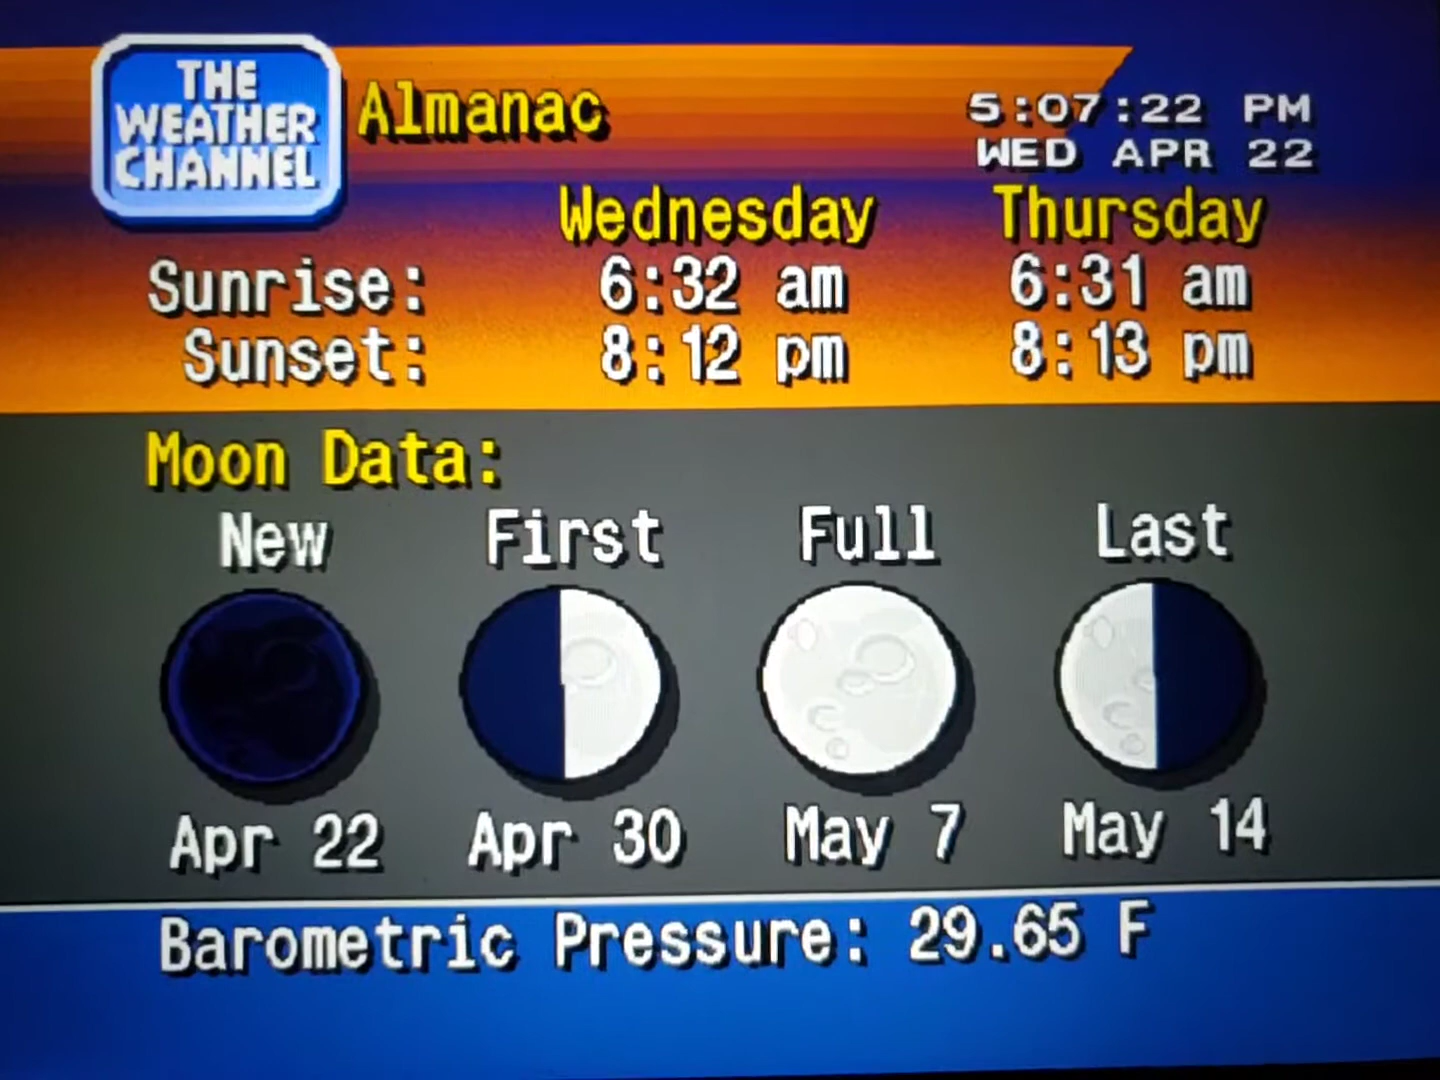 THE
WEATHER
CHANNEL
Almanac
5:07:22 PM
WED APR 22
Wednesday Thursday
Sunrise: 6:32 am 6:31 am
Sunset: 8:12 pm 8:13 pm
Moon Data:
New First Full Last
Apr 22 Apr 30 May 7 May 14
Barometric Pressure: 29.65 F